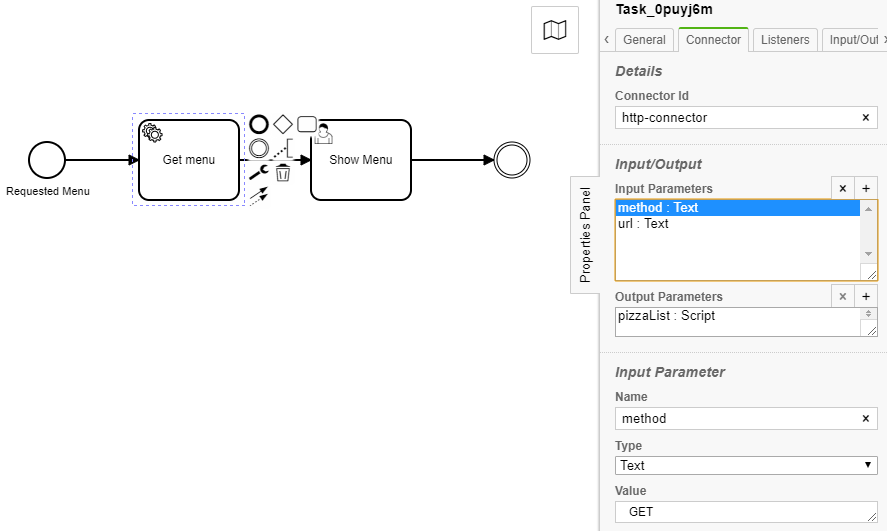 Task_0puyj6m
General
Connector
Listeners
Input/Out
Details
Connector Id
http-connector
Input/Output
Input Parameters
method : Text
url : Text
Output Parameters
pizzaList : Script
Input Parameter
Name
method
Type
Text
Value
GET
Properties Panel
Get menu
Show Menu
Requested Menu